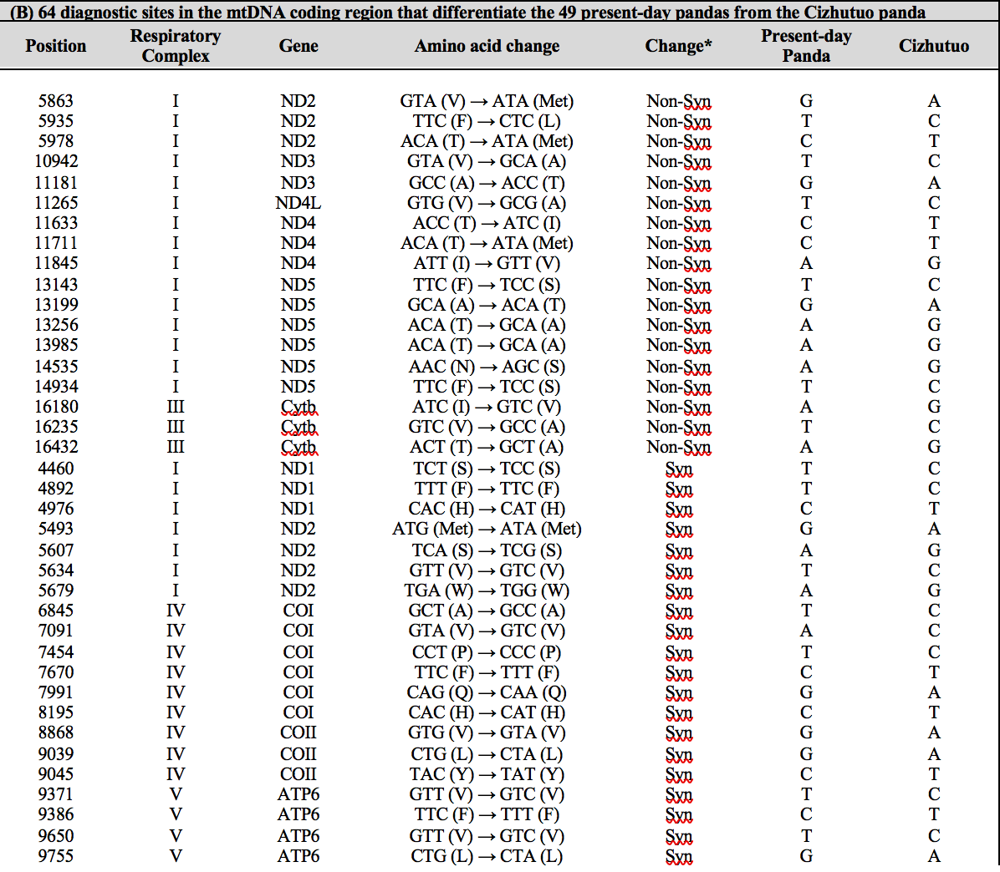 (B) 64 diagnostic sites in the mtDNA coding region that differentiate the 49 present-day pandas from the Cizhutuo panda
Position Respiratory Complex Gene Amino acid change Change* Present-day Panda Cizhutuo
5863 I ND2 GTA (V) → ATA (Met) Non-Syn G A
5935 I ND2 TTC (F) → CTC (L) Non-Syn T C
5978 I ND2 ACA (T) → ATA (Met) Non-Syn C T
10942 I ND3 GTA (V) → GCA (A) Non-Syn T C
11181 I ND3 GCC (A) → ACC (T) Non-Syn G A
11265 I ND4L GTG (V) → GCG (A) Non-Syn T C
11633 I ND4 ACC (T) → ATC (I) Non-Syn C T
11711 I ND4 ACA (T) → ATA (Met) Non-Syn C T
11845 I ND4 ATT (I) → GTT (V) Non-Syn A G
13143 I ND5 TTC (F) → TCC (S) Non-Syn T C
13199 I ND5 GCA (A) → ACA (T) Non-Syn G A
13256 I ND5 ACA (T) → GCA (A) Non-Syn A G
13985 I ND5 ACA (T) → GCA (A) Non-Syn A G
14535 I ND5 AAC (N) → AGC (S) Non-Syn A G
14934 I ND5 TTC (F) → TCC (S) Non-Syn T C
16180 III Cytb ATC (I) → GTC (V) Non-Syn A G
16235 III Cytb GTC (V) → GCC (A) Non-Syn T C
16432 III Cytb ACT (T) → GCT (A) Non-Syn A G
4460 I ND1 TCT (S) → TCC (S) Syn T C
4892 I ND1 TTT (F) → TTC (F) Syn T C
4976 I ND1 CAC (H) → CAT (H) Syn C T
5493 I ND2 ATG (Met) → ATA (Met) Syn G A
5607 I ND2 TCA (S) → TCG (S) Syn A G
5634 I ND2 GTT (V) → GTC (V) Syn T C
5679 I ND2 TGA (W) → TGG (W) Syn A G
6845 IV COI GCT (A) → GCC (A) Syn T C
7091 IV COI GTA (V) → GTC (V) Syn A C
7454 IV COI CCT (P) → CCC (P) Syn T C
7670 IV COI TTC (F) → TTT (F) Syn C T
7991 IV COI CAG (Q) → CAA (Q) Syn G A
8195 IV COI CAC (H) → CAT (H) Syn C T
8868 IV COII GTG (V) → GTA (V) Syn G A
9039 IV COII CTG (L) → CTA (L) Syn G A
9045 IV COII TAC (Y) → TAT (Y) Syn C T
9371 V ATP6 GTT (V) → GTC (V) Syn T C
9386 V ATP6 TTC (F) → TTT (F) Syn C T
9650 V ATP6 GTT (V) → GTC (V) Syn T C
9755 V ATP6 CTG (L) → CTA (L) Syn G A